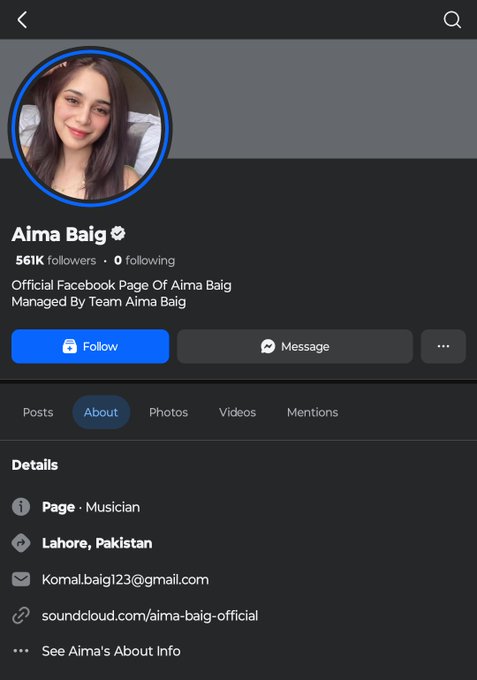 Aima Baig
561K followers · 0 following
Official Facebook Page Of Aima Baig
Managed By Team Aima Baig
Follow
Message
Posts About Photos Videos Mentions
Details
Page · Musician
Lahore, Pakistan
Komal.baig123@gmail.com
soundcloud.com/aima-baig-official
See Aima's About Info